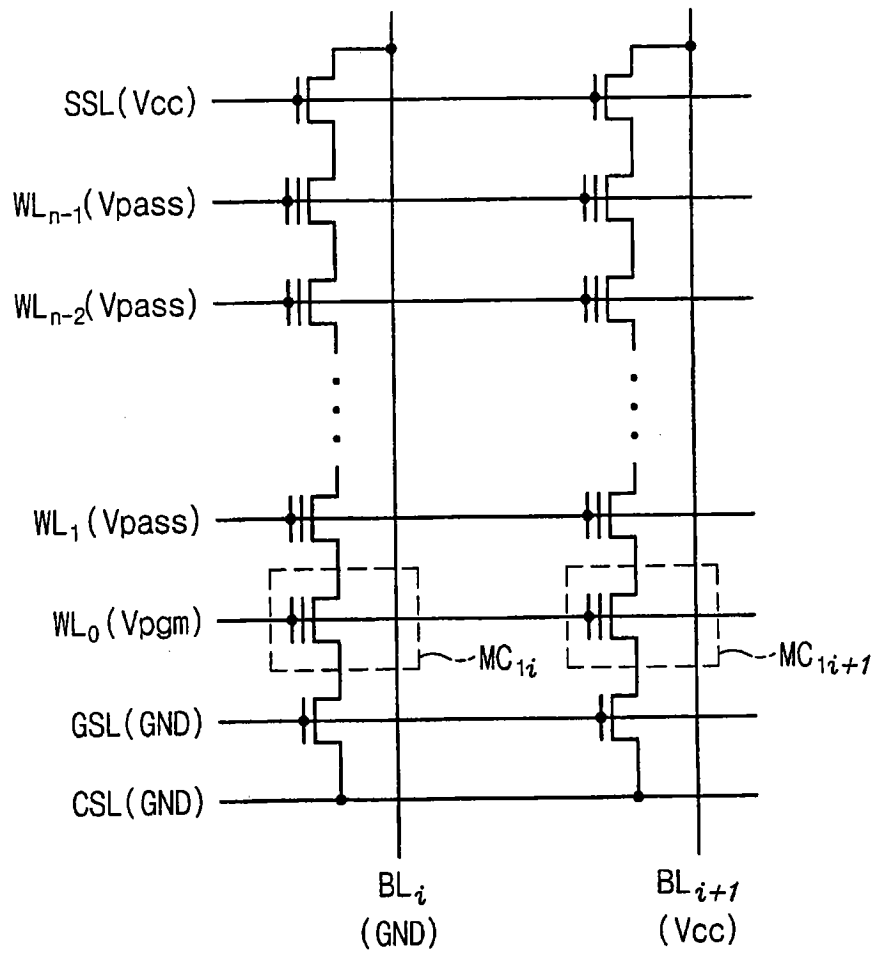 SSL(Vcc)
WLn-1(Vpass)
WLn-2(Vpass)
WL1(Vpass)
WL0(Vpgm)
MC1i
MC1i+1
GSL(GND)
CSL(GND)
BLi
(GND)
BLi+1
(Vcc)